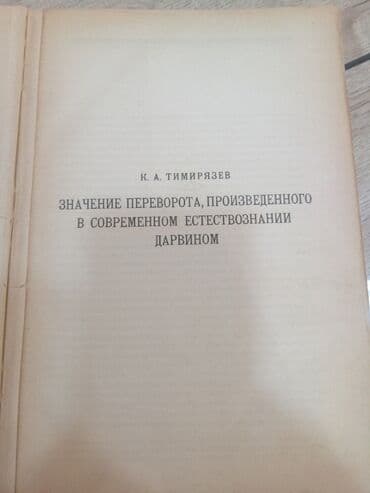 К. А. ТИМИРЯЗЕВ
ЗНАЧЕНИЕ ПЕРЕВОРОТА, ПРОИЗВЕДЕННОГО
В СОВРЕМЕННОМ ЕСТЕСТВОЗНАНИИ
ДАРВИНОМ